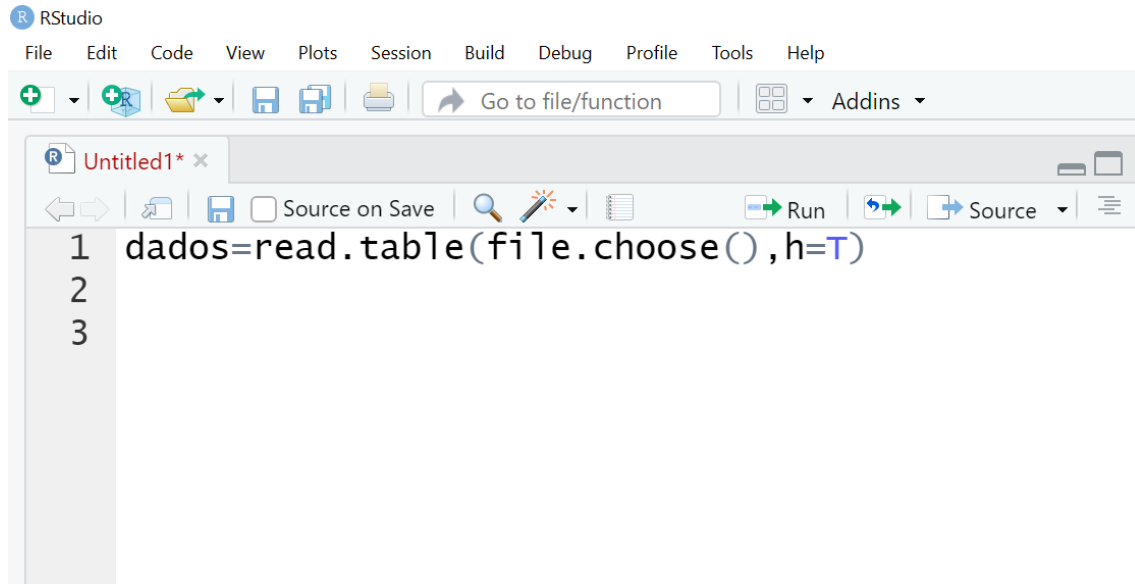 RStudio
File Edit Code View Plots Session Build Debug Profile Tools Help
Go to file/function Addins
Untitled1*
Source on Save Run Source
1 dados=read.table(file.choose(),h=T)
2
3